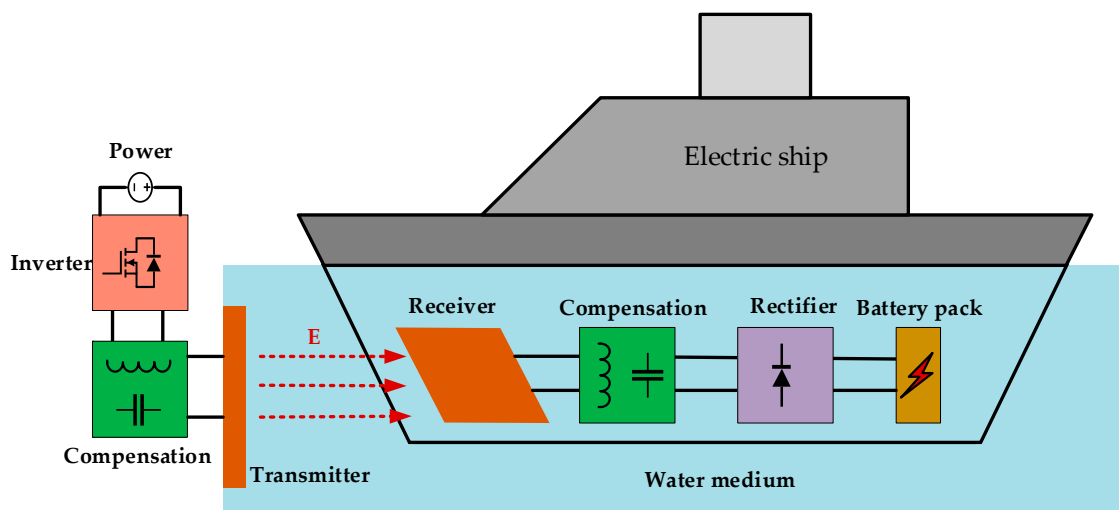 Power
Electric ship
Inverter
Receiver
Compensation
Rectifier
Battery pack
E
Compensation
Transmitter
Water medium